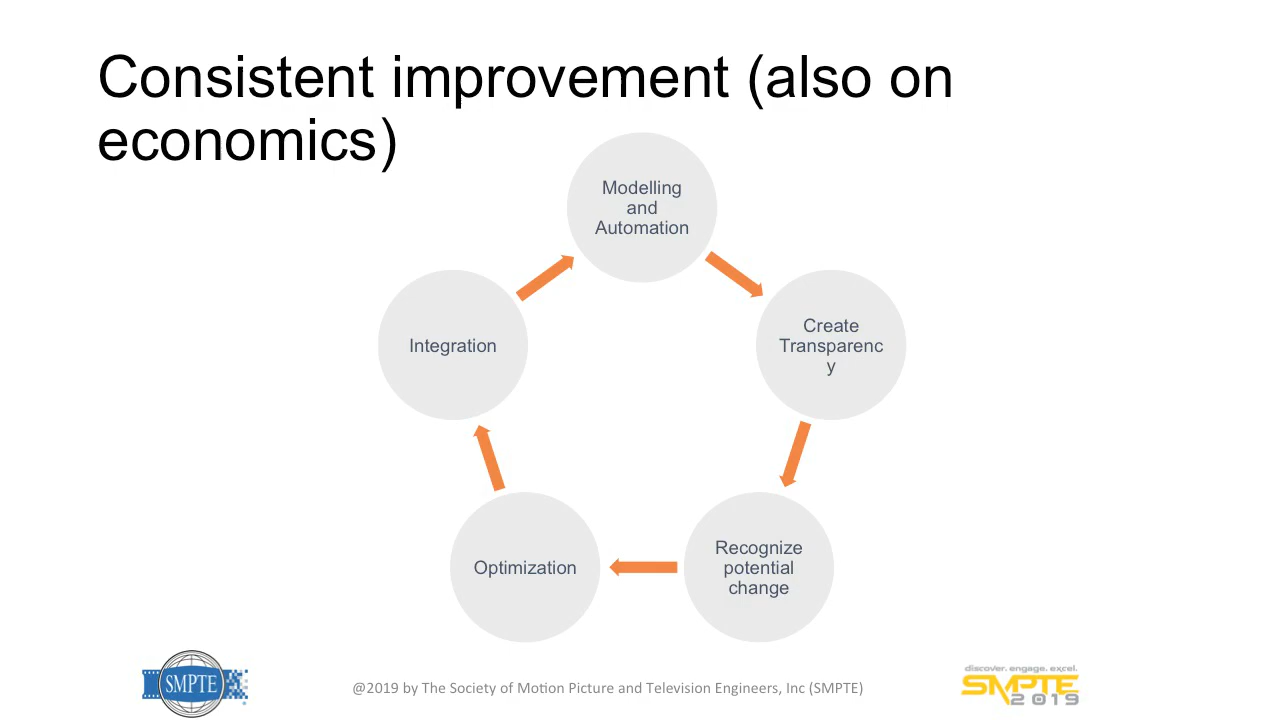 Consistent improvement (also on
economics)
Modelling
and
Automation
Create
Transparenc
y
Recognize
potential
change
Optimization
Integration
SMPTE
@2019 by The Society of Motion Picture and Television Engineers, Inc (SMPTE)
discover. engage. excel.
SMPTE
2019